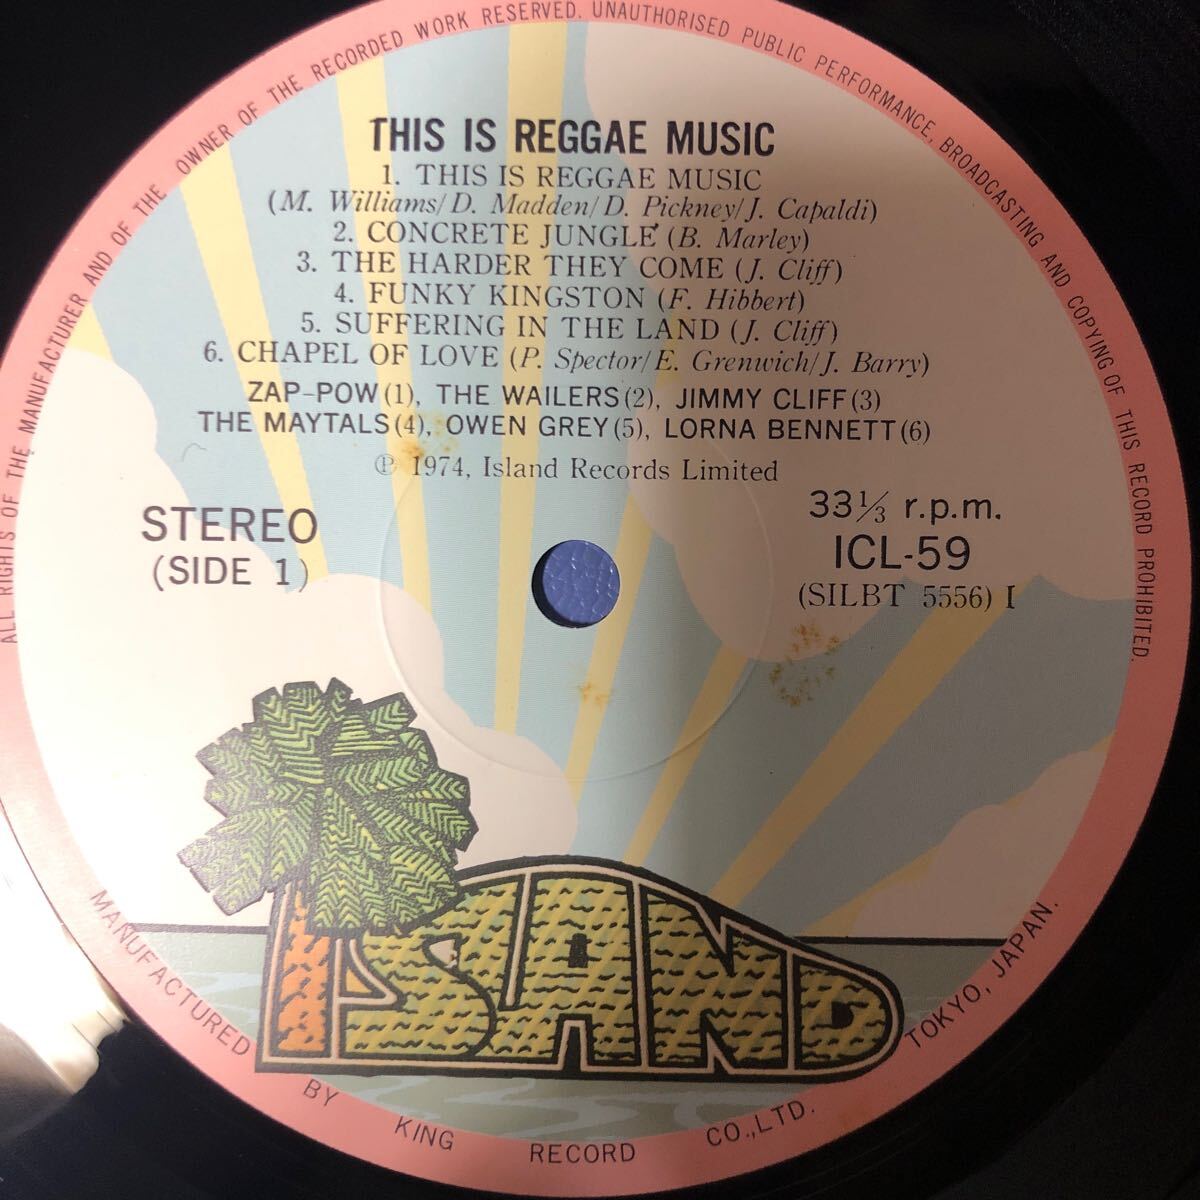 ALL RIGHTS OF THE MANUFACTURER AND OF THE OWNER OF THE RECORDED WORK RESERVED. UNAUTHORISED PUBLIC PERFORMANCE, BROADCASTING AND COPYING OF THIS RECORD PROHIBITED.
THIS IS REGGAE MUSIC
1. THIS IS REGGAE MUSIC
(M. Williams/D. Madden/D. Pickney/J. Capaldi)
2. CONCRETE JUNGLE (B. Marley)
3. THE HARDER THEY COME (J. Cliff)
4. FUNKY KINGSTON (F. Hibbert)
5. SUFFERING IN THE LAND (J. Cliff)
6. CHAPEL OF LOVE (P. Spector/E. Grenwich/J. Barry)
ZAP-POW(1), THE WAILERS(2), JIMMY CLIFF(3)
THE MAYTALS(4), OWEN GREY(5), LORNA BENNETT(6)
Ⓟ 1974, Island Records Limited
STEREO
(SIDE 1)
33⅓ r.p.m.
ICL-59
(SILBT 5556) I
ISLAND
MANUFACTURED BY KING RECORD CO.,LTD. TOKYO, JAPAN.